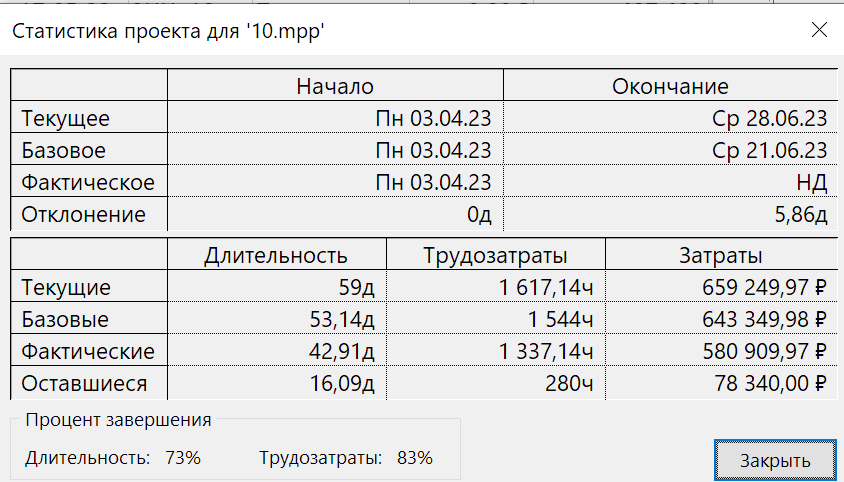 Статистика проекта для '10.mpp'
Начало Окончание
Текущее Пн 03.04.23 Ср 28.06.23
Базовое Пн 03.04.23 Ср 21.06.23
Фактическое Пн 03.04.23 НД
Отклонение 0д 5,86д
Длительность Трудозатраты Затраты
Текущие 59д 1 617,14ч 659 249,97 ₽
Базовые 53,14д 1 544ч 643 349,98 ₽
Фактические 42,91д 1 337,14ч 580 909,97 ₽
Оставшиеся 16,09д 280ч 78 340,00 ₽
Процент завершения
Длительность: 73% Трудозатраты: 83%
Закрыть